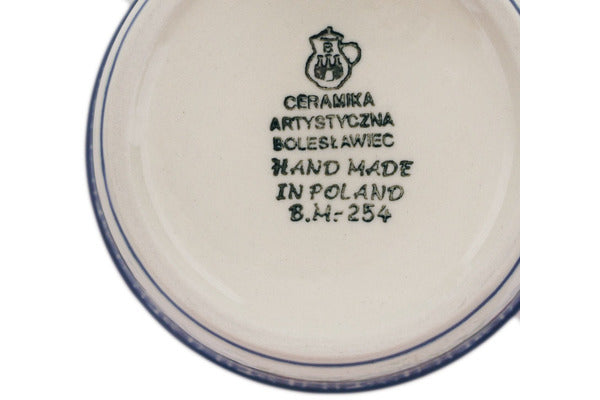 B
CERAMIKA
ARTYSTYCZNA
BOLESŁAWIEC
HAND MADE
IN POLAND
B.M-254